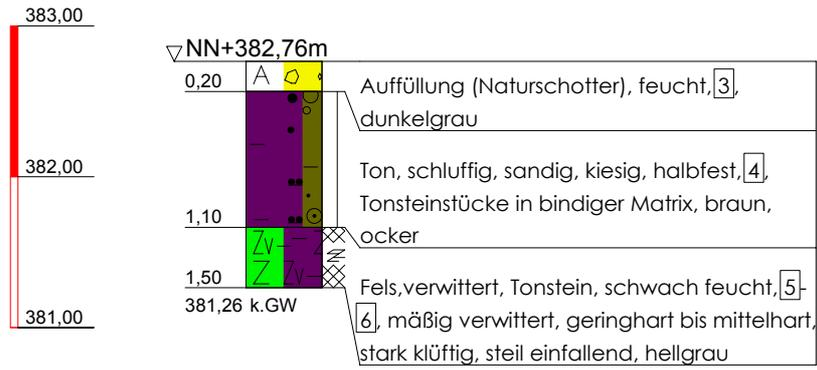 383,00
NN+382,76m
A
0,20
Auffüllung (Naturschotter), feucht, 3,
dunkelgrau
382,00
Ton, schluffig, sandig, kiesig, halbfest, 4,
Tonsteinstücke in bindiger Matrix, braun,
ocker
1,10
Zv
Z
Z Zv
1,50
381,26 k.GW
Fels,verwittert, Tonstein, schwach feucht, 5-
6, mäßig verwittert, geringhart bis mittelhart,
stark klüftig, steil einfallend, hellgrau
381,00